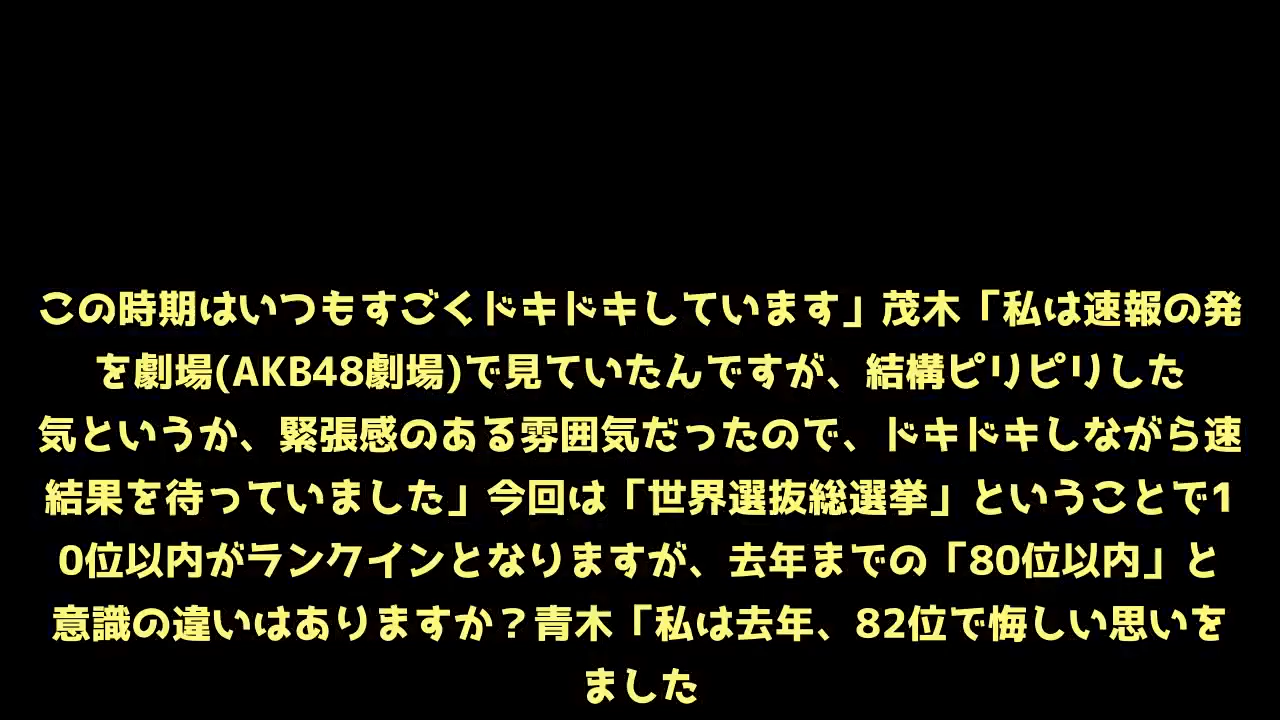 この時期はいつもすごくドキドキしています」茂木「私は速報の発
を劇場(AKB48劇場)で見ていたんですが、結構ピリピリした
気というか、緊張感のある雰囲気だったので、ドキドキしながら速
結果を待っていました」今回は「世界選抜総選挙」ということで1
0位以内がランクインとなりますが、去年までの「80位以内」と
意識の違いはありますか？青木「私は去年、82位で悔しい思いを
ました